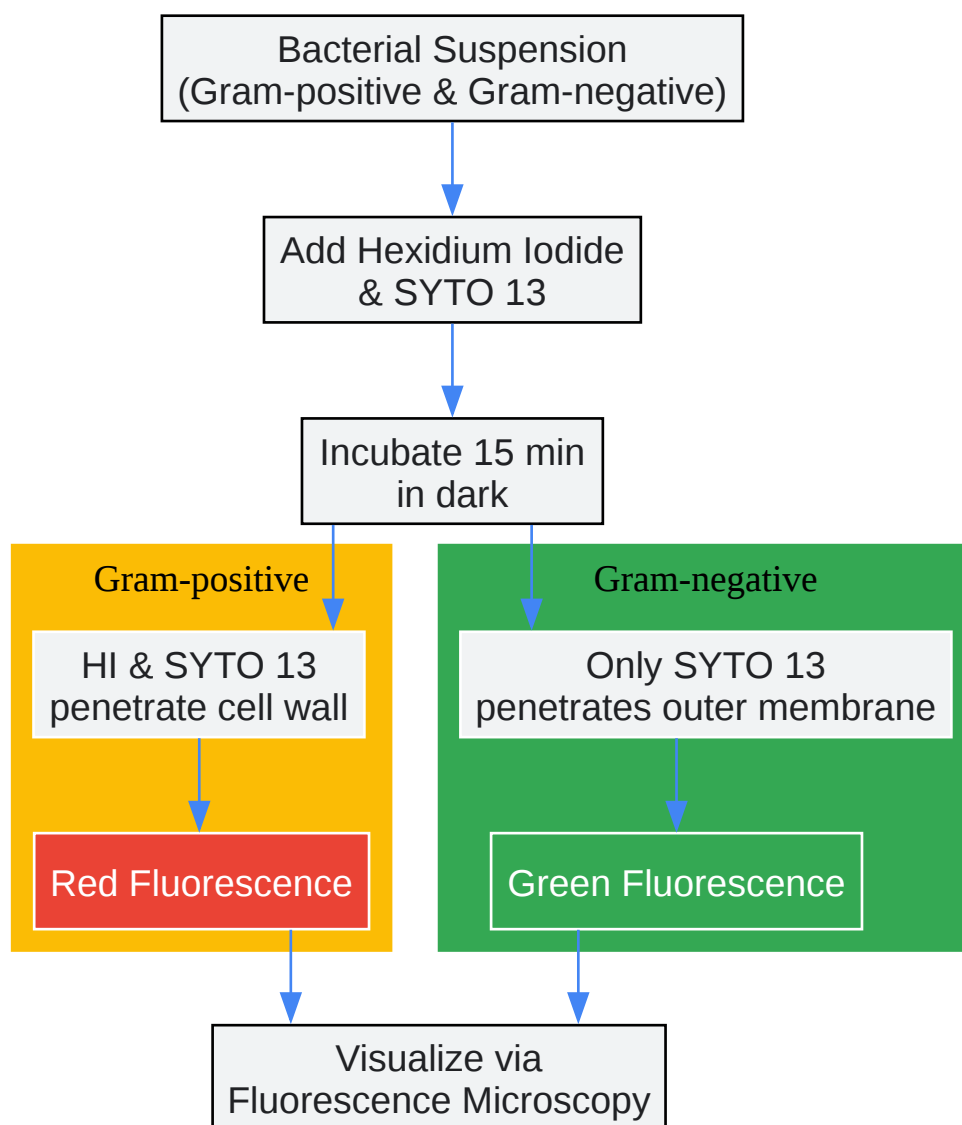 Bacterial Suspension
(Gram-positive & Gram-negative)
Add Hexidium Iodide
& SYTO 13
Incubate 15 min
in dark
Gram-positive
HI & SYTO 13
penetrate cell wall
Red Fluorescence
Gram-negative
Only SYTO 13
penetrates outer membrane
Green Fluorescence
Visualize via
Fluorescence Microscopy